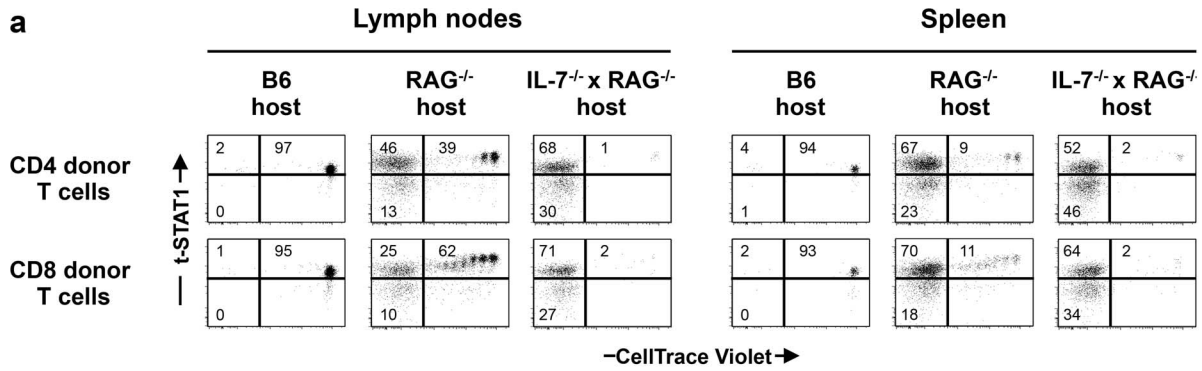 a
Lymph nodes Spleen
B6 host RAG-/- host IL-7-/- x RAG-/- host B6 host RAG-/- host IL-7-/- x RAG-/- host
CD4 donor T cells
2 97 46 39 68 1 4 94 67 9 52 2
0 13 30 1 23 46
CD8 donor T cells
1 95 25 62 71 2 2 93 70 11 64 2
0 10 27 0 18 34
t-STAT1
CellTrace Violet